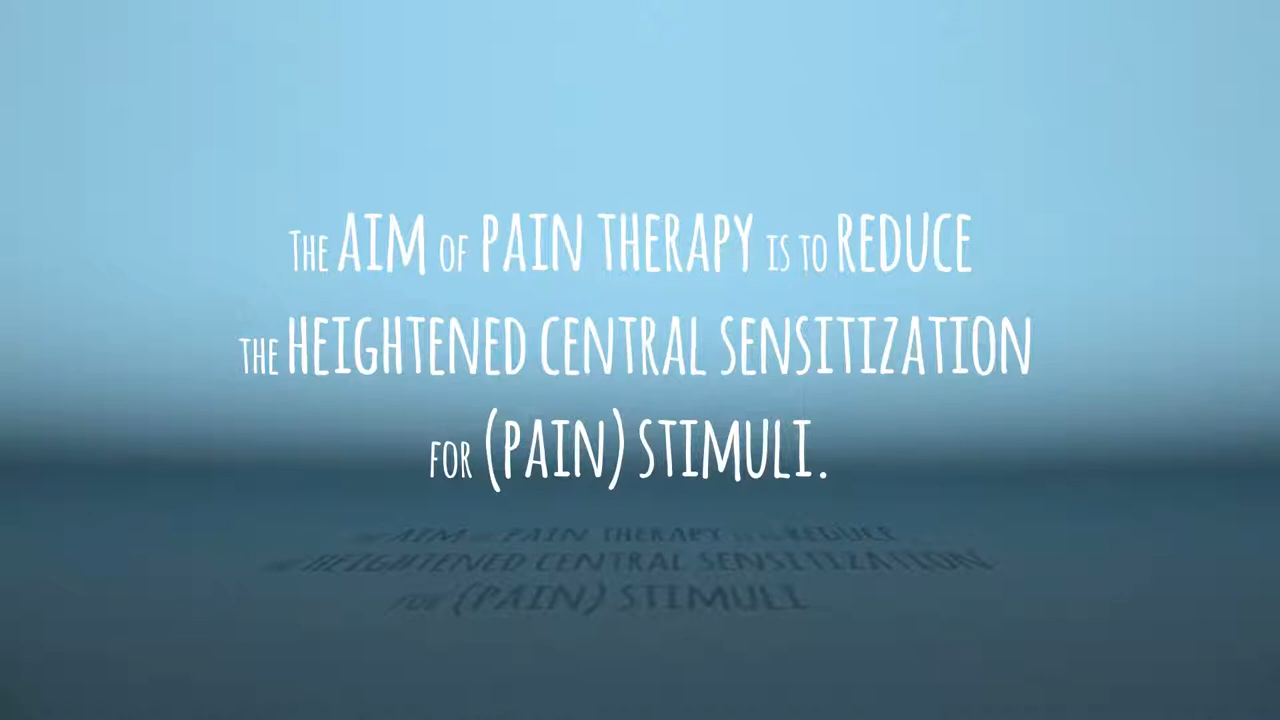 The AIM OF PAIN THERAPY IS TO REDUCE
THE HEIGHTENED CENTRAL SENSITIZATION
FOR (PAIN) STIMULI.